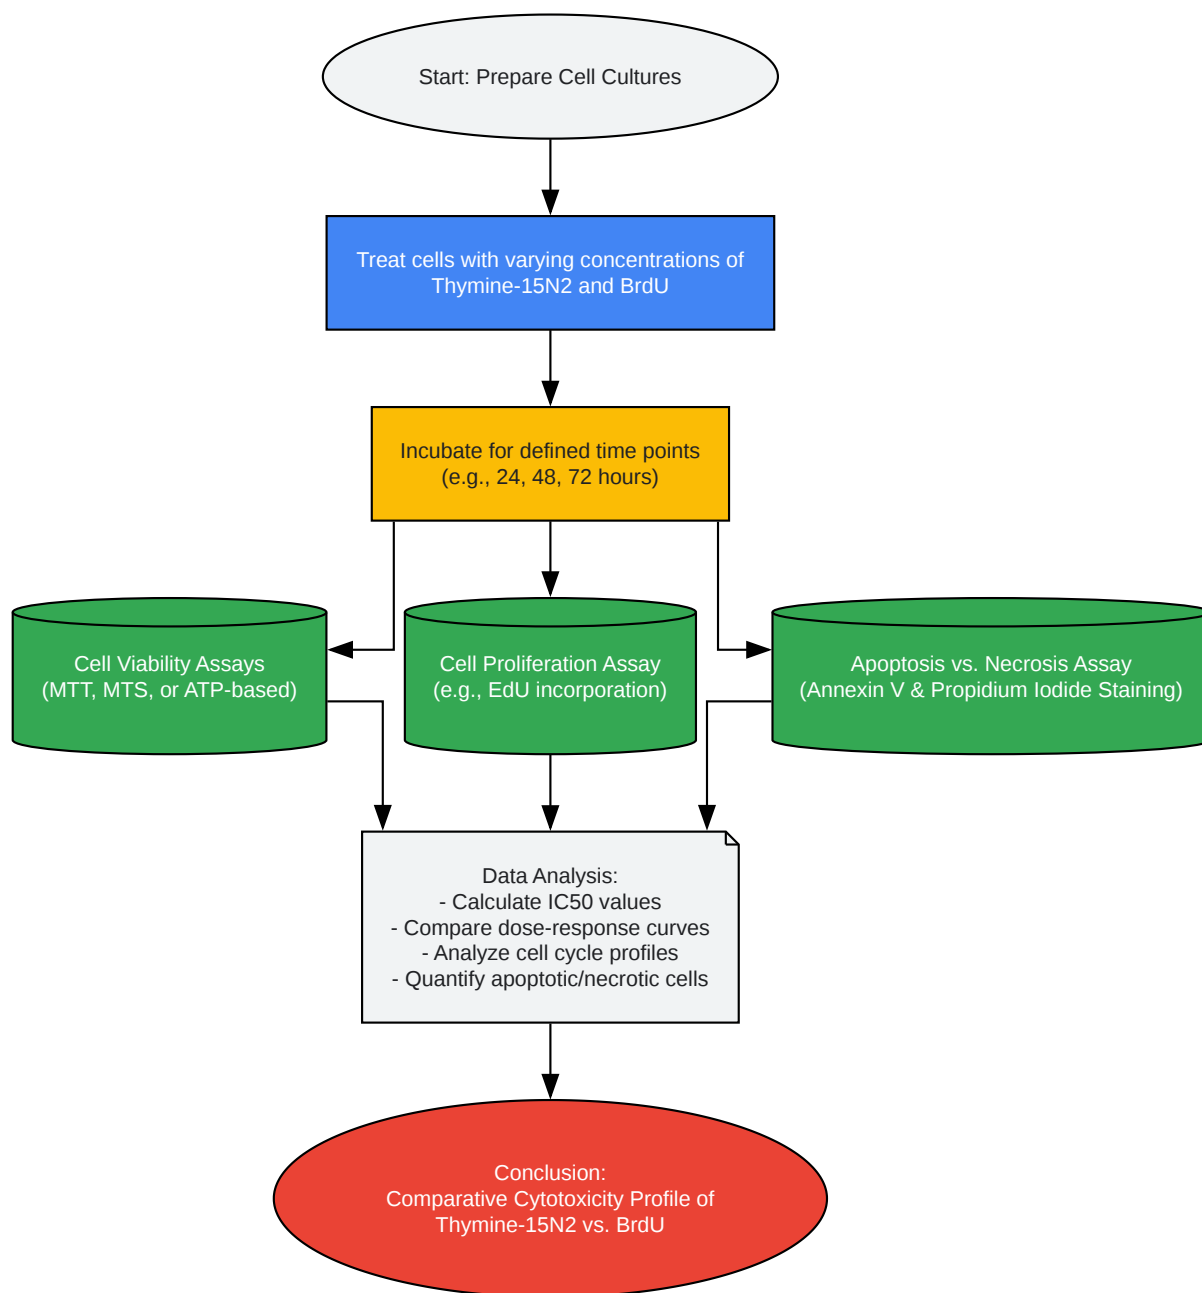 Start: Prepare Cell Cultures
Treat cells with varying concentrations of
Thymine-15N2 and BrdU
Incubate for defined time points
(e.g., 24, 48, 72 hours)
Cell Viability Assays
(MTT, MTS, or ATP-based)
Cell Proliferation Assay
(e.g., EdU incorporation)
Apoptosis vs. Necrosis Assay
(Annexin V & Propidium Iodide Staining)
Data Analysis:
- Calculate IC50 values
- Compare dose-response curves
- Analyze cell cycle profiles
- Quantify apoptotic/necrotic cells
Conclusion:
Comparative Cytotoxicity Profile of
Thymine-15N2 vs. BrdU